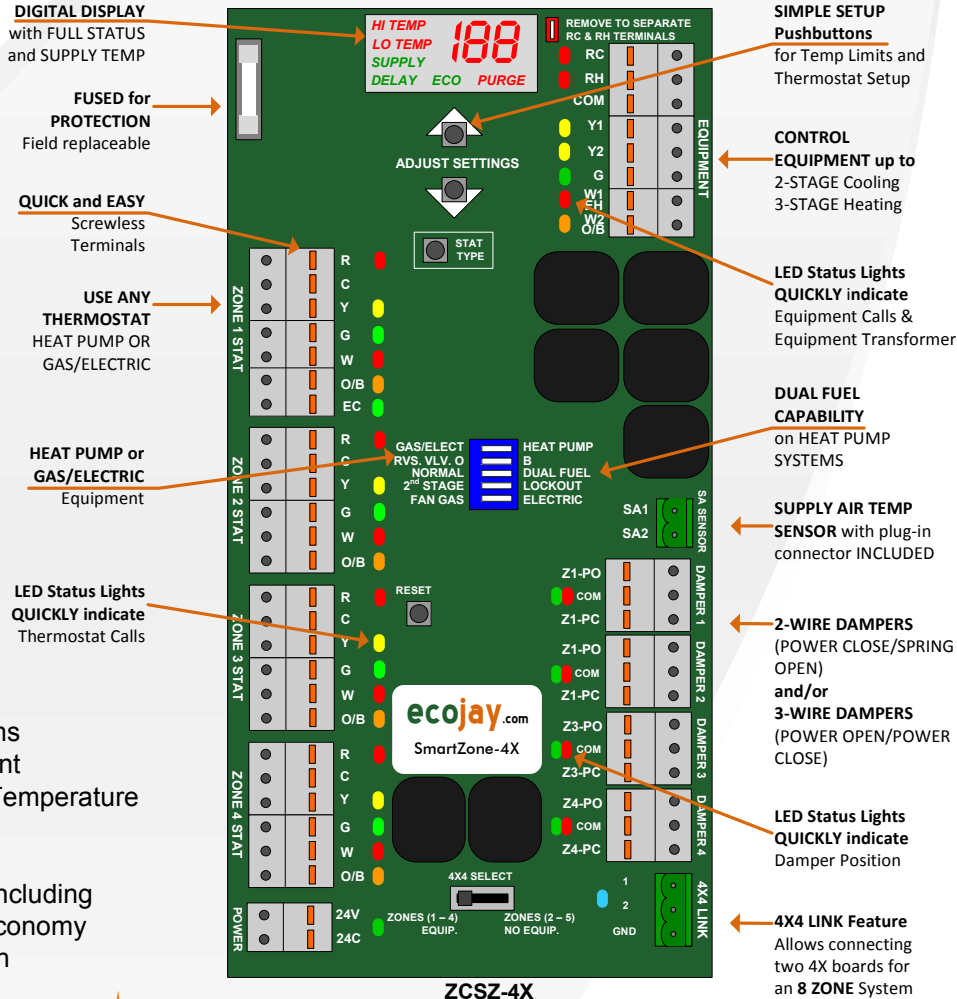 DIGITAL DISPLAY
with FULL STATUS
and SUPPLY TEMP
FUSED for
PROTECTION
Field replaceable
QUICK and EASY
Screwless
Terminals
USE ANY
THERMOSTAT
HEAT PUMP OR
GAS/ELECTRIC
HEAT PUMP or
GAS/ELECTRIC
Equipment
LED Status Lights
QUICKLY indicate
Thermostat Calls
ns
nt
Temperature
ncluding
conomy
n
HI TEMP
LO TEMP
SUPPLY
DELAY ECO PURGE
188
REMOVE TO SEPARATE
RC & RH TERMINALS
RC
RH
COM
Y1
Y2
G
W1
EH
W2
O/B
EQUIPMENT
ADJUST SETTINGS
STAT
TYPE
ZONE 1 STAT
R
C
Y
G
W
O/B
EC
ZONE 2 STAT
R
C
Y
G
W
O/B
GAS/ELECT HEAT PUMP
RVS. VLV. O B
NORMAL DUAL FUEL
2nd STAGE LOCKOUT
FAN GAS ELECTRIC
SA1
SA2
SA SENSOR
ZONE 3 STAT
R
C
Y
G
W
O/B
RESET
Z1-PO
COM
Z1-PC
DAMPER 1
Z1-PO
COM
Z1-PC
DAMPER 2
Z3-PO
COM
Z3-PC
DAMPER 3
Z4-PO
COM
Z4-PC
DAMPER 4
ecojay.com
SmartZone-4X
ZONE 4 STAT
R
C
Y
G
W
O/B
POWER
24V
24C
4X4 SELECT
ZONES (1 – 4)
EQUIP.
ZONES (2 – 5)
NO EQUIP.
1
2
GND
4X4 LINK
ZCSZ-4X
SIMPLE SETUP
Pushbuttons
for Temp Limits and
Thermostat Setup
CONTROL
EQUIPMENT up to
2-STAGE Cooling
3-STAGE Heating
LED Status Lights
QUICKLY indicate
Equipment Calls &
Equipment Transformer
DUAL FUEL
CAPABILITY
on HEAT PUMP
SYSTEMS
SUPPLY AIR TEMP
SENSOR with plug-in
connector INCLUDED
2-WIRE DAMPERS
(POWER CLOSE/SPRING
OPEN)
and/or
3-WIRE DAMPERS
(POWER OPEN/POWER
CLOSE)
LED Status Lights
QUICKLY indicate
Damper Position
4X4 LINK Feature
Allows connecting
two 4X boards for
an 8 ZONE System